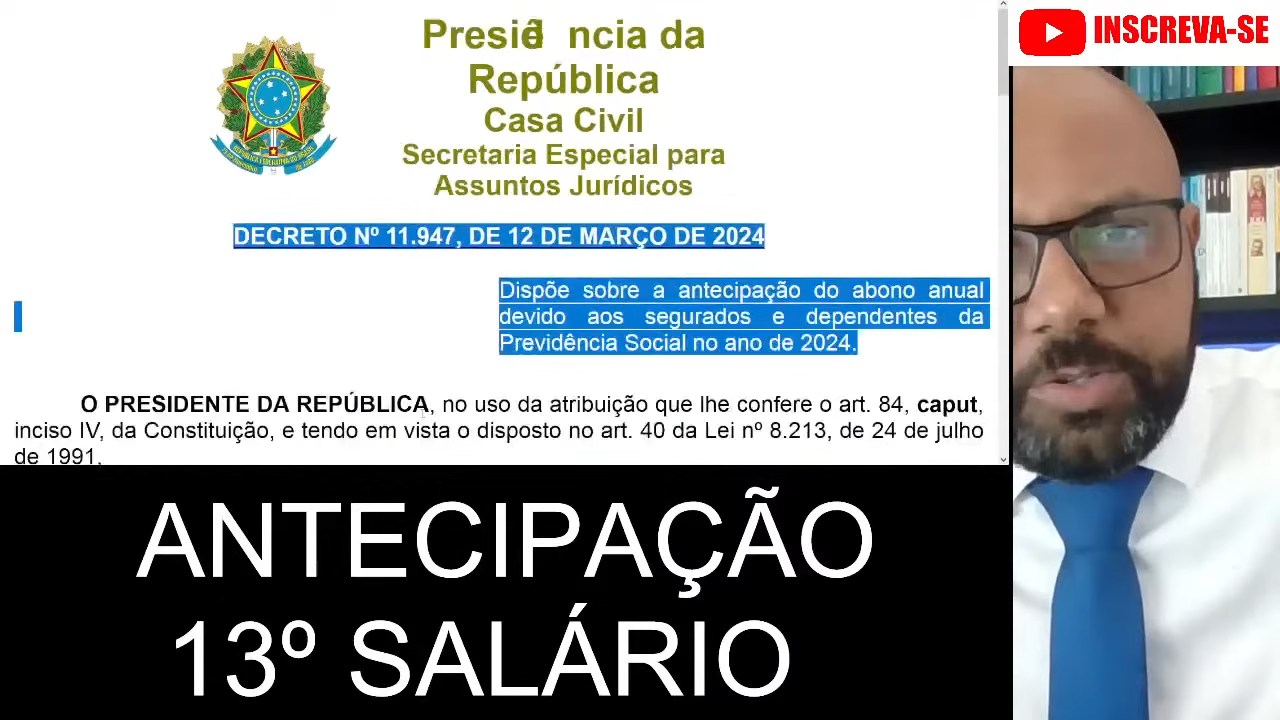 Presidência da
República
Casa Civil
Secretaria Especial para
Assuntos Jurídicos
DECRETO Nº 11.947, DE 12 DE MARÇO DE 2024
Dispõe sobre a antecipação do abono anual
devido aos segurados e dependentes da
Previdência Social no ano de 2024.
O PRESIDENTE DA REPÚBLICA, no uso da atribuição que lhe confere o art. 84, caput,
inciso IV, da Constituição, e tendo em vista o disposto no art. 40 da Lei nº 8.213, de 24 de julho
de 1991,
ANTECIPAÇÃO
13º SALÁRIO
INSCREVA-SE